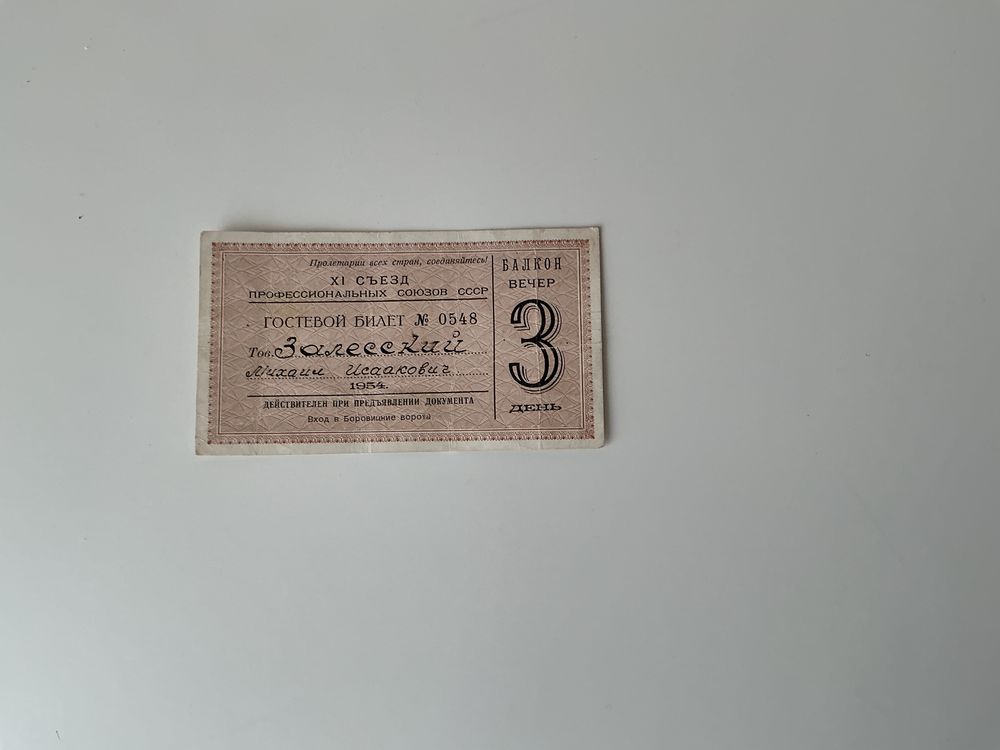 Пролетарии всех стран, соединяйтесь!
XI СЪЕЗД
ПРОФЕССИОНАЛЬНЫХ СОЮЗОВ СССР
ГОСТЕВОЙ БИЛЕТ № 0548
Тов. Залесский
Михаил Исаакович
1954.
ДЕЙСТВИТЕЛЕН ПРИ ПРЕДЪЯВЛЕНИИ ДОКУМЕНТА
Вход в Боровицкие ворота
БАЛКОН
ВЕЧЕР
3
ДЕНЬ